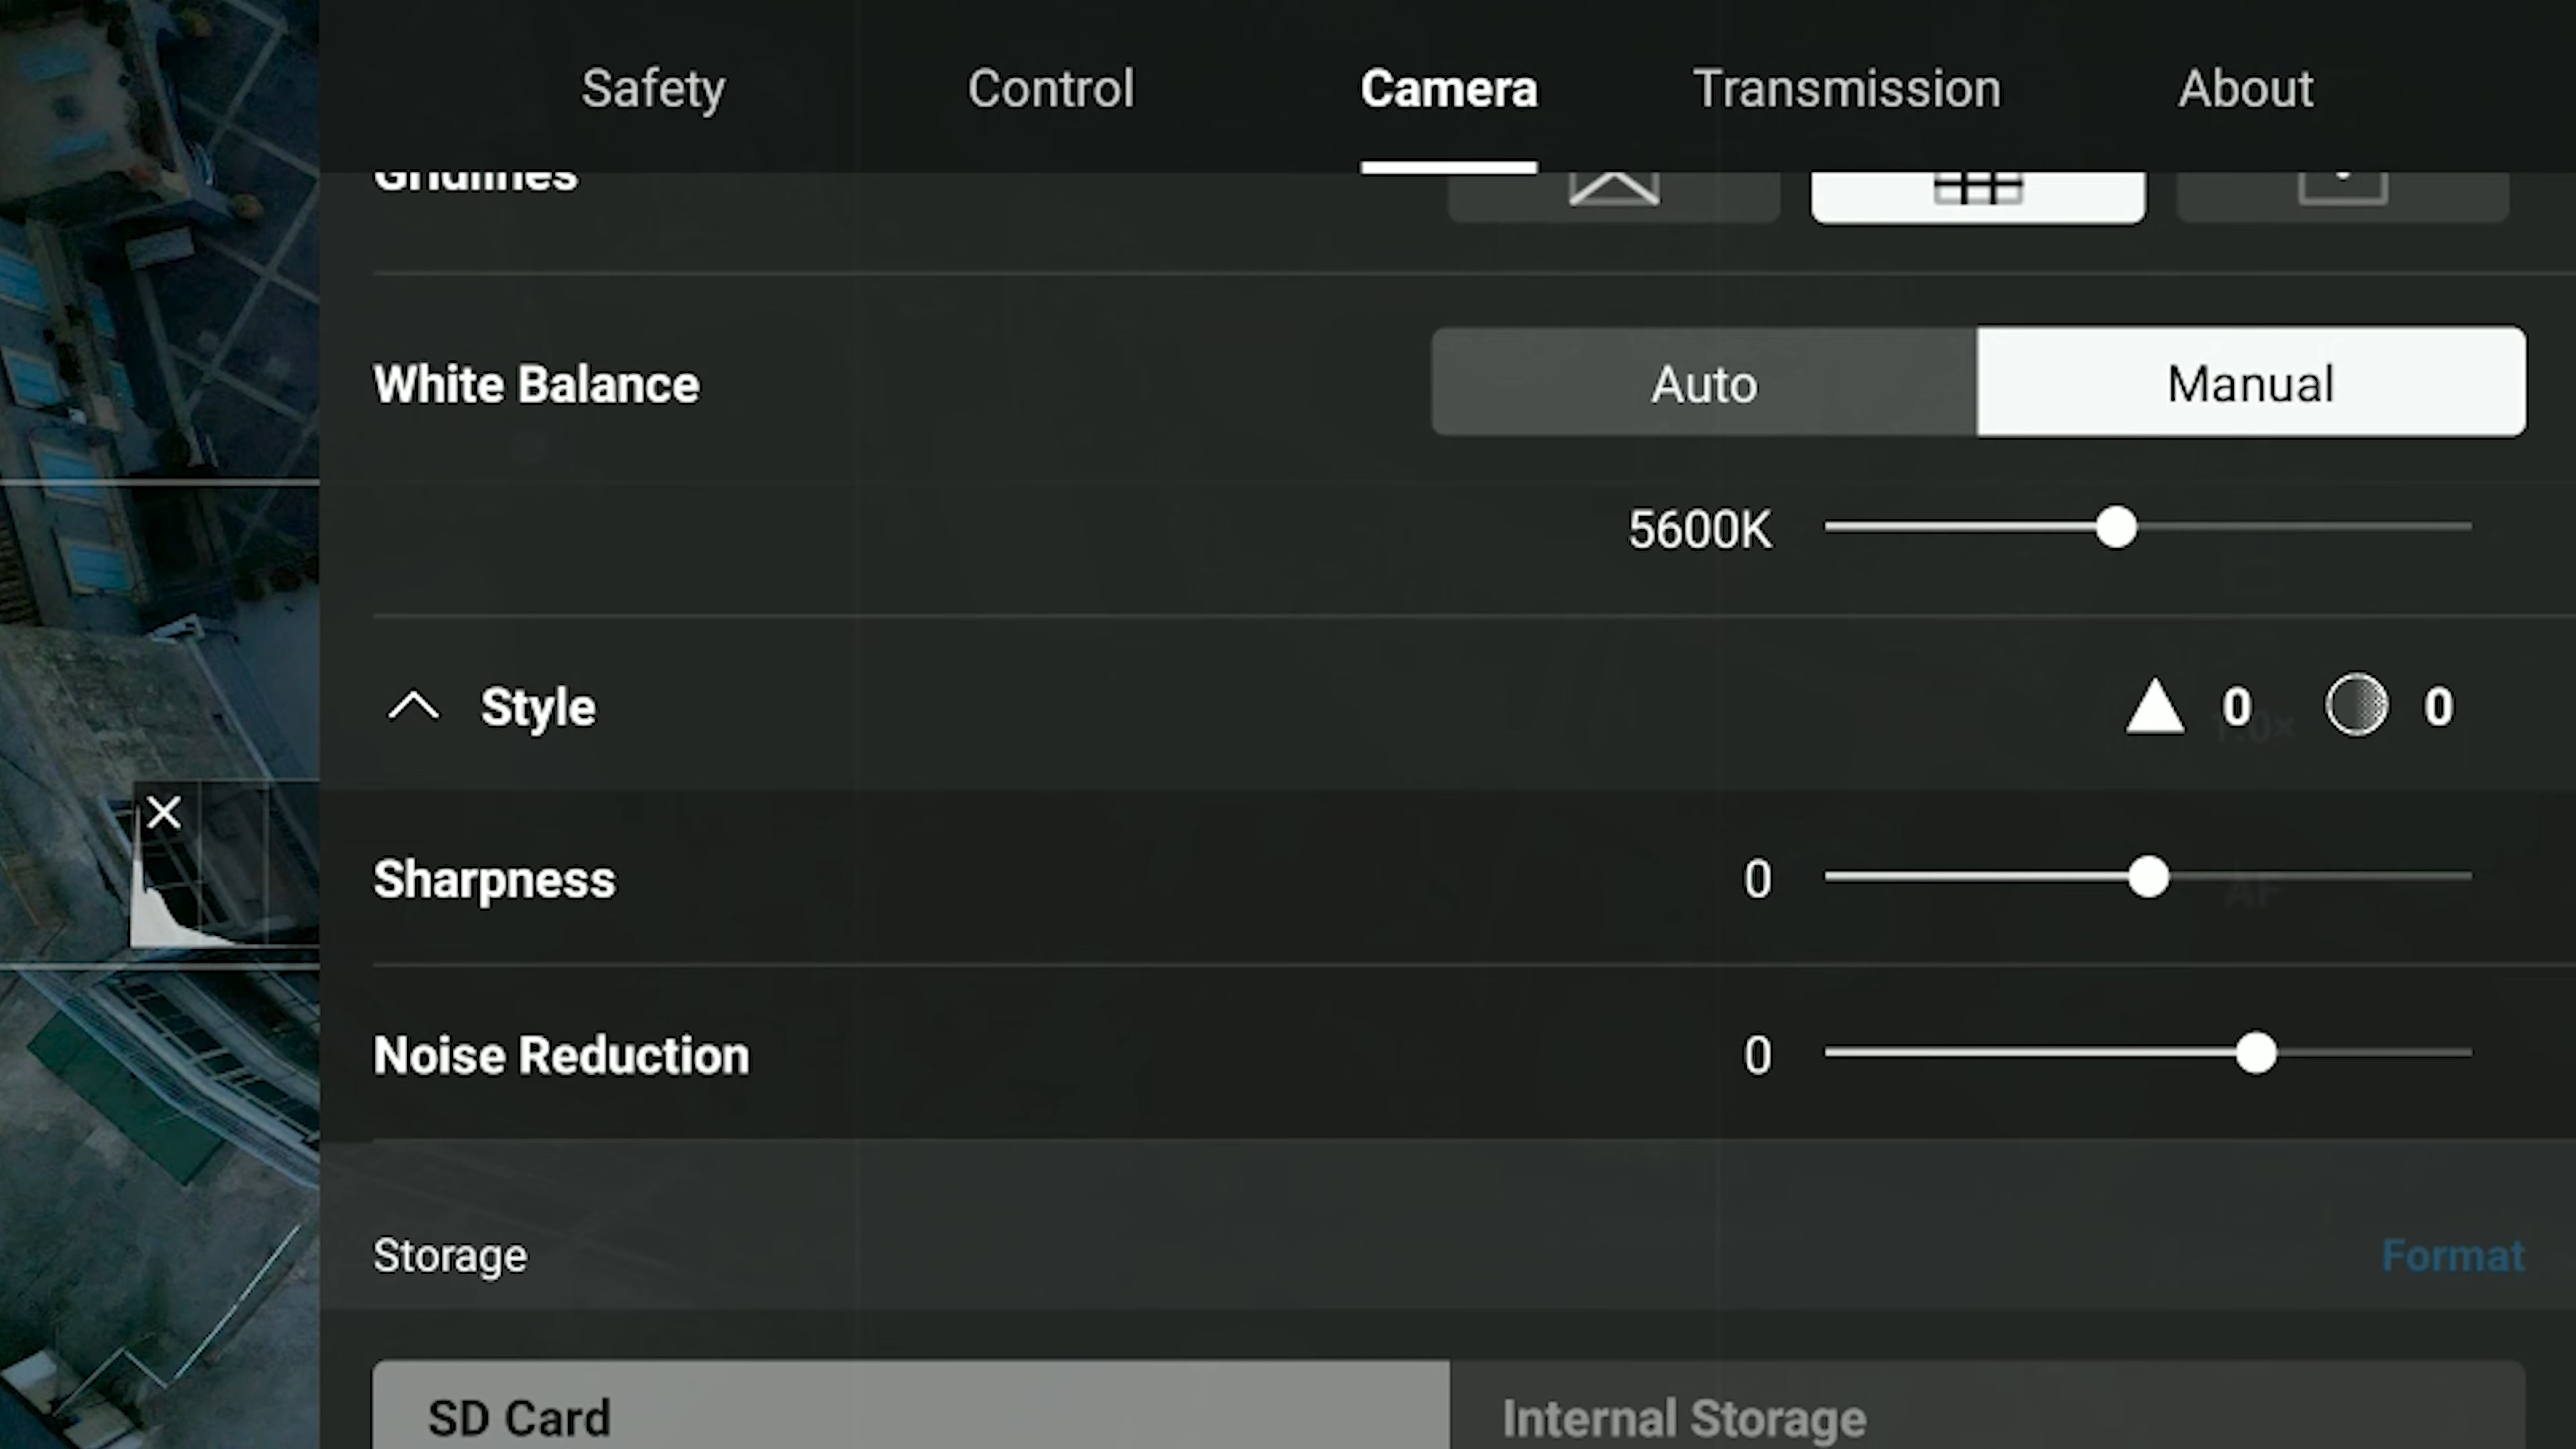 Safety Control Camera Transmission About
Gridlines
White Balance Auto Manual
5600K
Style 0 0
Sharpness 0
Noise Reduction 0
Storage Format
SD Card Internal Storage